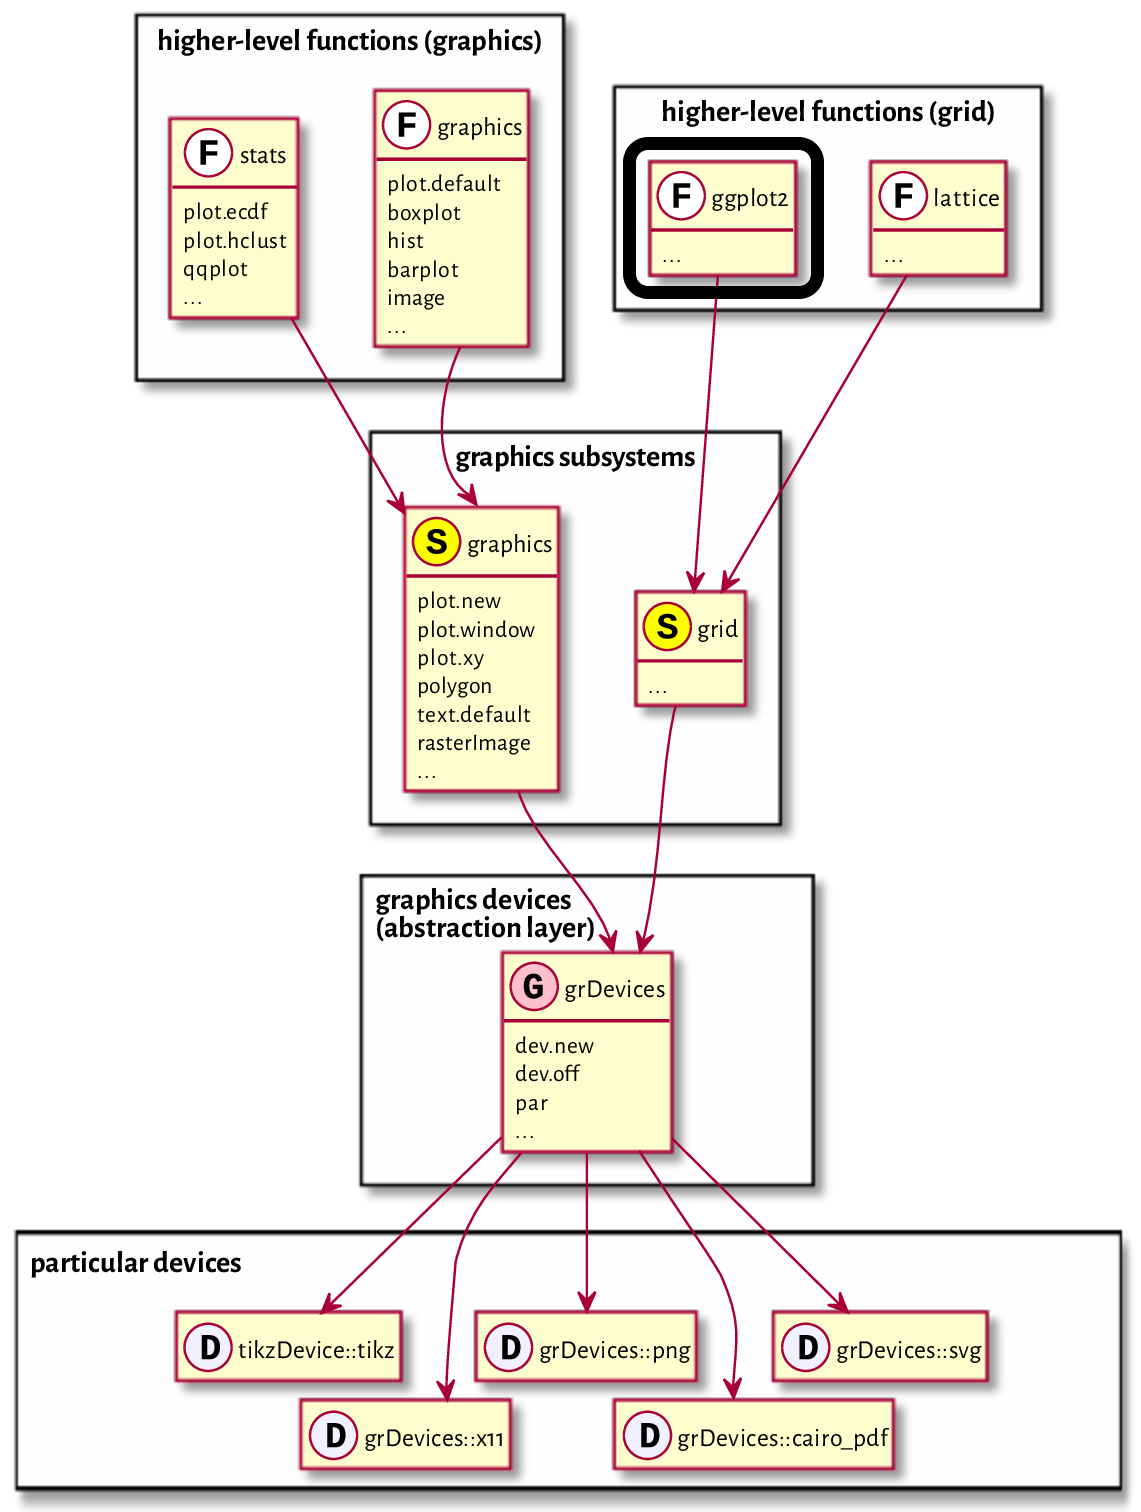 higher-level functions (graphics)
F stats
plot.ecdf
plot.hclust
qqplot
...
F graphics
plot.default
boxplot
hist
barplot
image
...
higher-level functions (grid)
F ggplot2
...
F lattice
...
graphics subsystems
S graphics
plot.new
plot.window
plot.xy
polygon
text.default
rasterImage
...
S grid
...
graphics devices
(abstraction layer)
G grDevices
dev.new
dev.off
par
...
particular devices
D tikzDevice::tikz
D grDevices::png
D grDevices::svg
D grDevices::x11
D grDevices::cairo_pdf